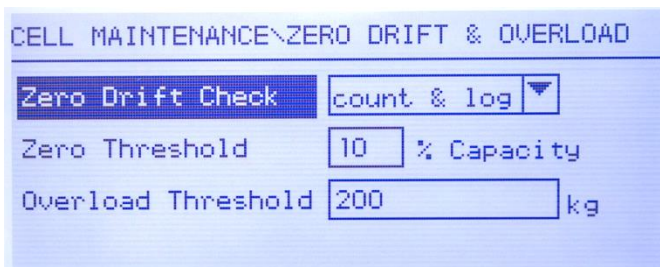 CELL MAINTENANCE\ZERO DRIFT & OVERLOAD
Zero Drift Check count & log
Zero Threshold 10 % Capacity
Overload Threshold 200 kg